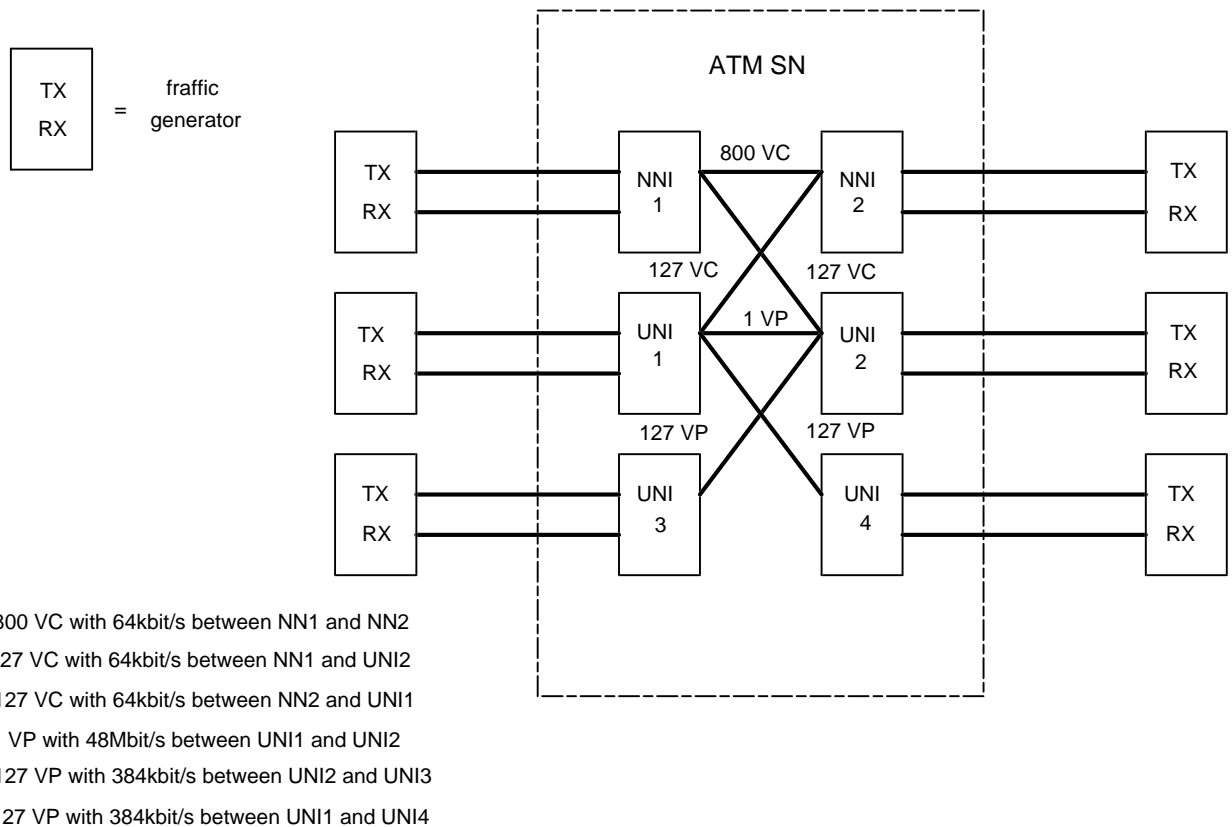 ATM SN
TX
RX
=
fraffic
generator
TX
RX
NNI
1
800 VC
NNI
2
TX
RX
127 VC
127 VC
TX
RX
UNI
1
1 VP
UNI
2
TX
RX
127 VP
127 VP
TX
RX
UNI
3
UNI
4
TX
RX
800 VC with 64kbit/s between NN1 and NN2
27 VC with 64kbit/s between NN1 and UNI2
127 VC with 64kbit/s between NN2 and UNI1
VP with 48Mbit/s between UNI1 and UNI2
127 VP with 384kbit/s between UNI2 and UNI3
27 VP with 384kbit/s between UNI1 and UNI4